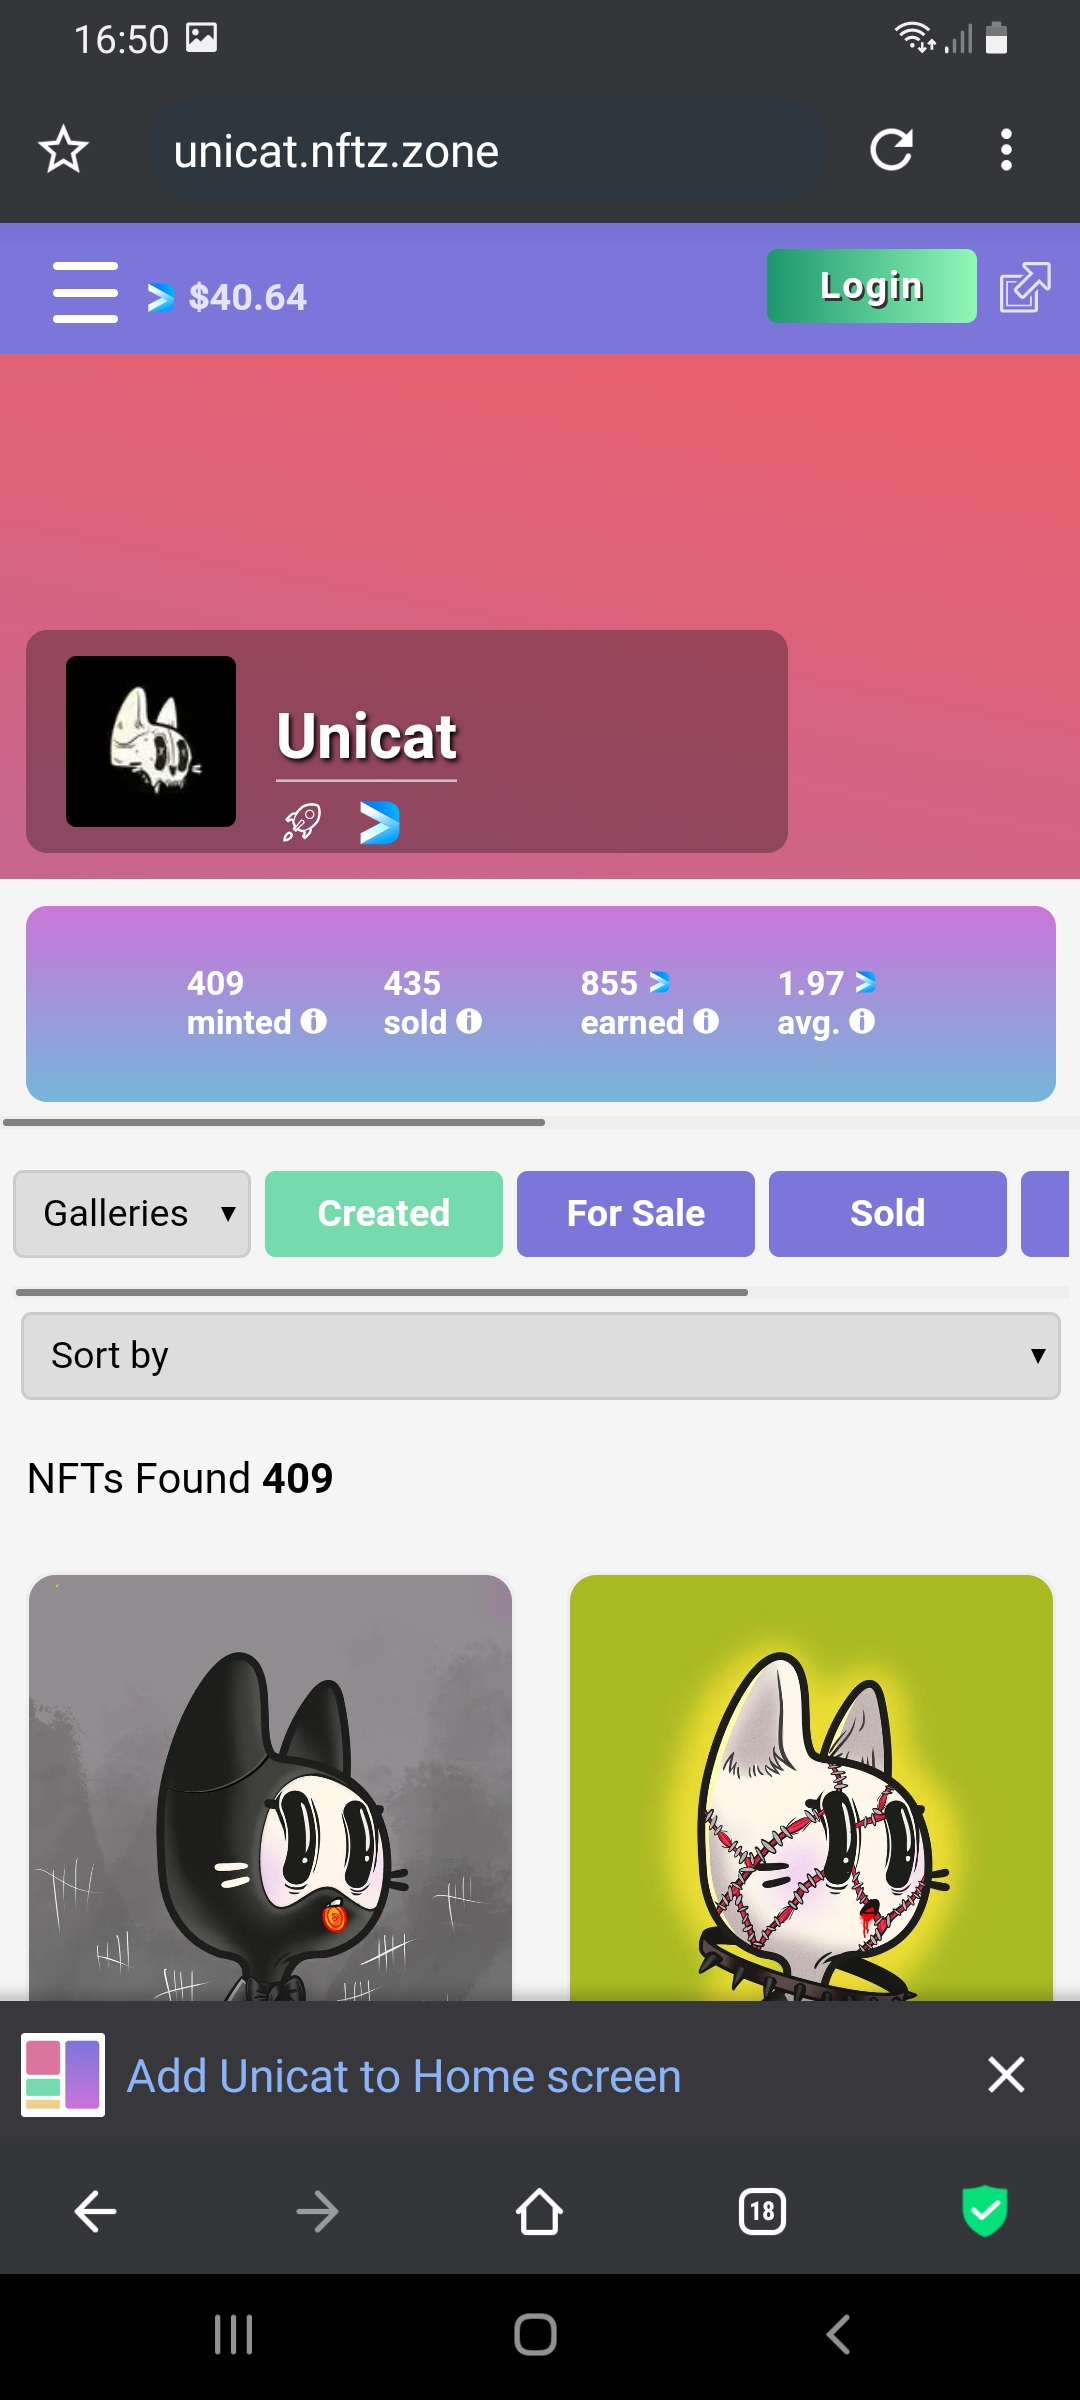 16:50
unicat.nftz.zone
$40.64
Login
Unicat
409 435 855 1.97
minted sold earned avg.
Galleries Created For Sale Sold
Sort by
NFTs Found 409
Add Unicat to Home screen
18